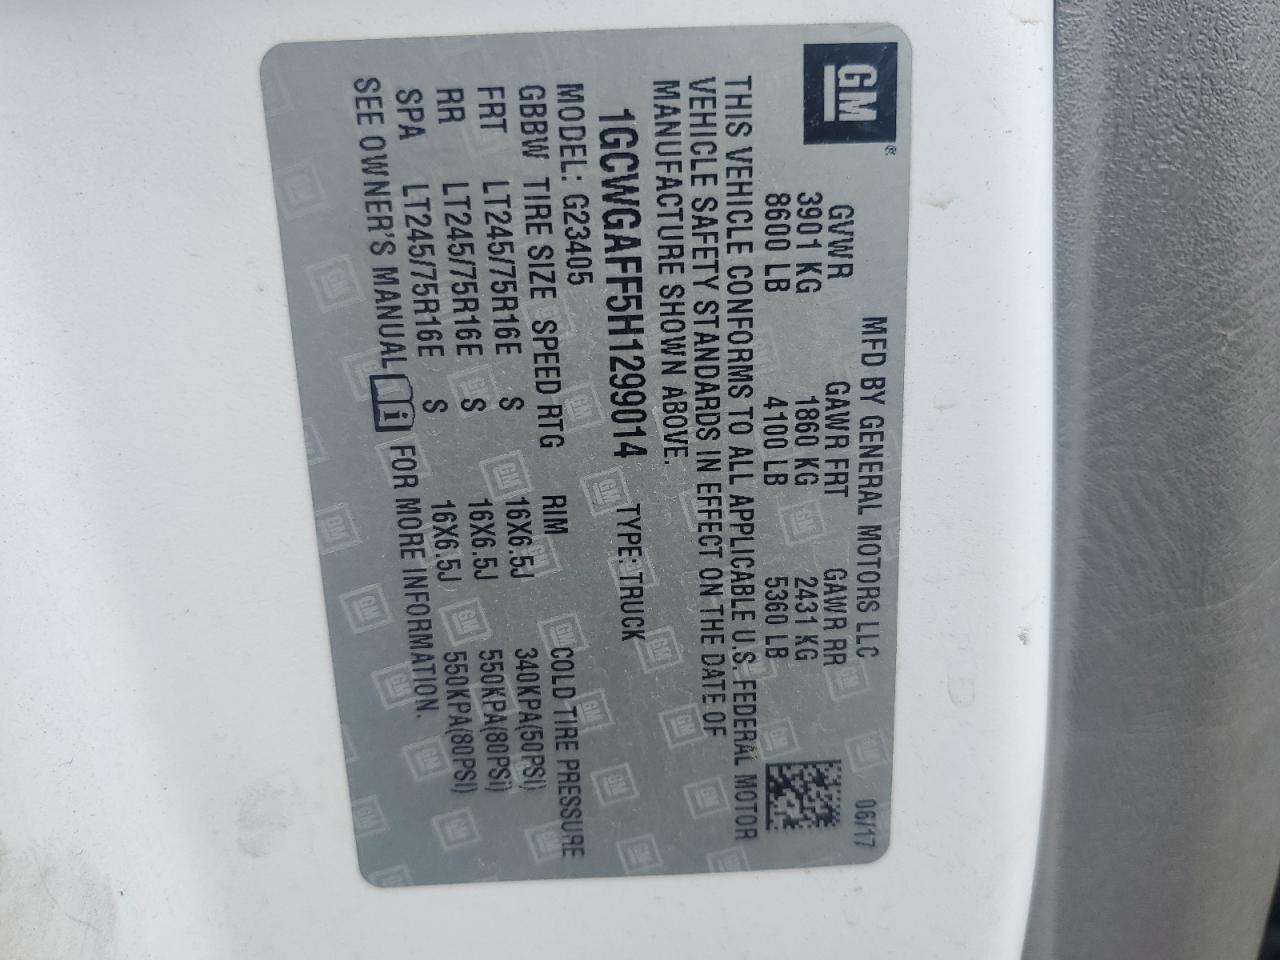 GM®
MFD BY GENERAL MOTORS LLC 06/17
GVWR GAWR FRT GAWR RR
3901 KG 1860 KG 2431 KG
8600 LB 4100 LB 5360 LB
THIS VEHICLE CONFORMS TO ALL APPLICABLE U.S. FEDERAL MOTOR
VEHICLE SAFETY STANDARDS IN EFFECT ON THE DATE OF
MANUFACTURE SHOWN ABOVE.
1GCWGAFF5H1299014 TYPE: TRUCK
MODEL: G23405
GBBW TIRE SIZE SPEED RTG RIM COLD TIRE PRESSURE
FRT LT245/75R16E S 16X6.5J 340KPA(50PSI)
RR LT245/75R16E S 16X6.5J 550KPA(80PSI)
SPA LT245/75R16E S 16X6.5J 550KPA(80PSI)
SEE OWNER'S MANUAL i FOR MORE INFORMATION.